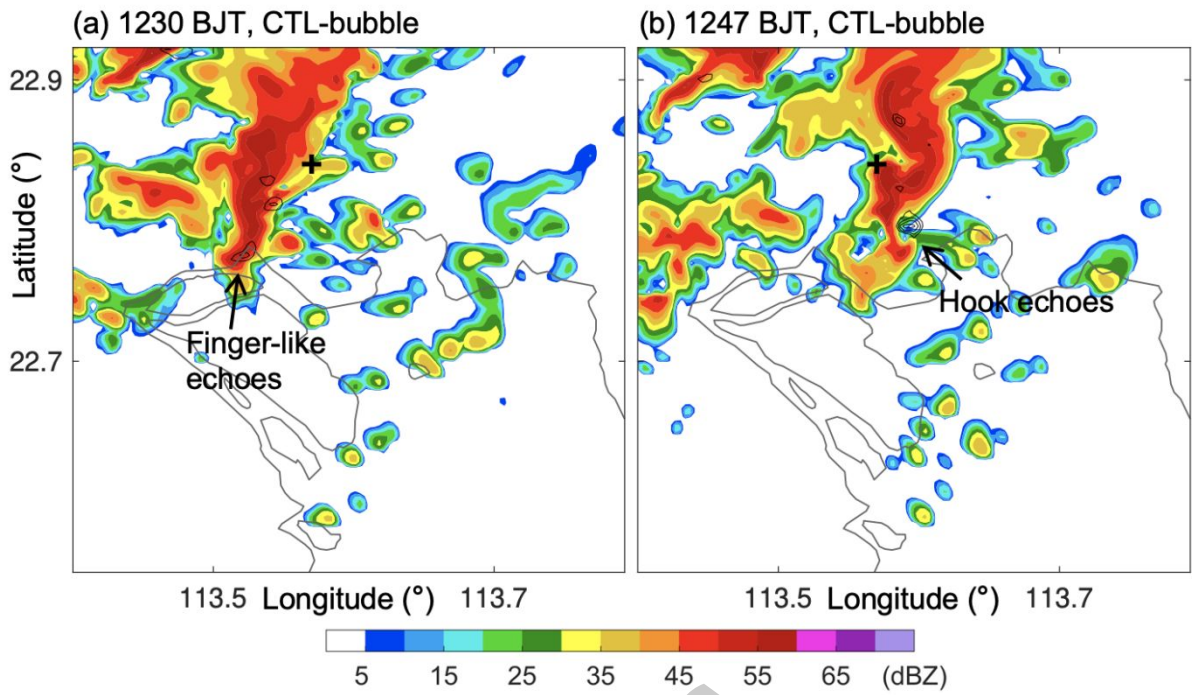 (a) 1230 BJT, CTL-bubble
(b) 1247 BJT, CTL-bubble
22.9
Latitude (°)
22.7
Finger-like
echoes
Hook echoes
113.5 Longitude (°) 113.7
113.5 Longitude (°) 113.7
5 15 25 35 45 55 65 (dBZ)